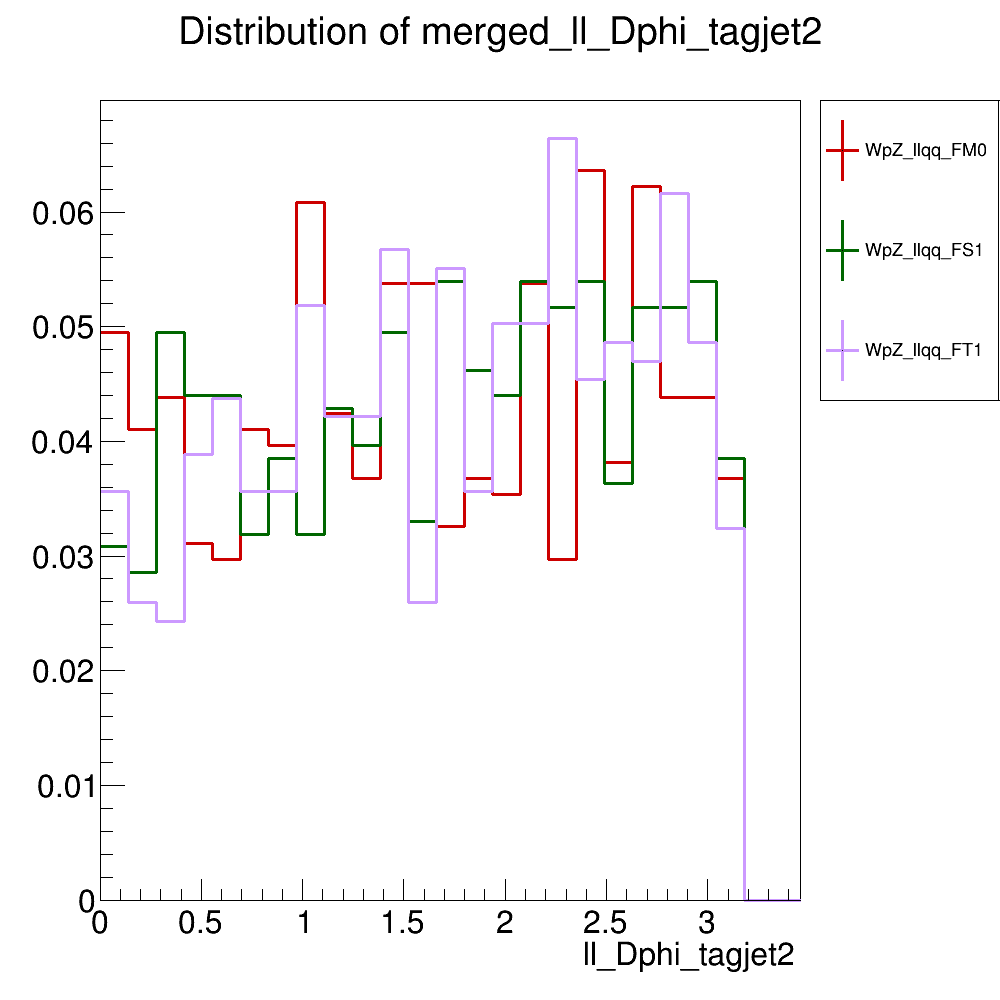 Distribution of merged_ll_Dphi_tagjet2
WpZ_llqq_FM0
WpZ_llqq_FS1
WpZ_llqq_FT1
0.06
0.05
0.04
0.03
0.02
0.01
0
0 0.5 1 1.5 2 2.5 3
ll_Dphi_tagjet2